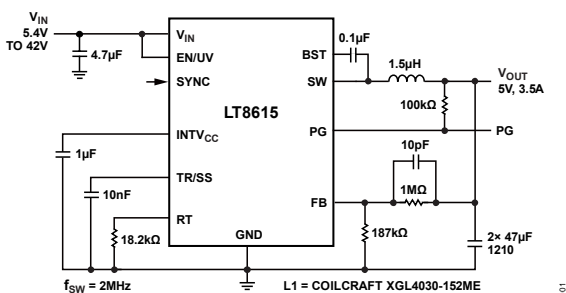 VIN
5.4V
TO 42V
4.7µF
VIN
EN/UV
SYNC
INTVCC
TR/SS
RT
LT8615
GND
BST
SW
PG
FB
0.1µF
1.5µH
VOUT
5V, 3.5A
100kΩ
PG
10pF
1MΩ
187kΩ
2× 47µF
1210
1µF
10nF
18.2kΩ
fSW = 2MHz
L1 = COILCRAFT XGL4030-152ME